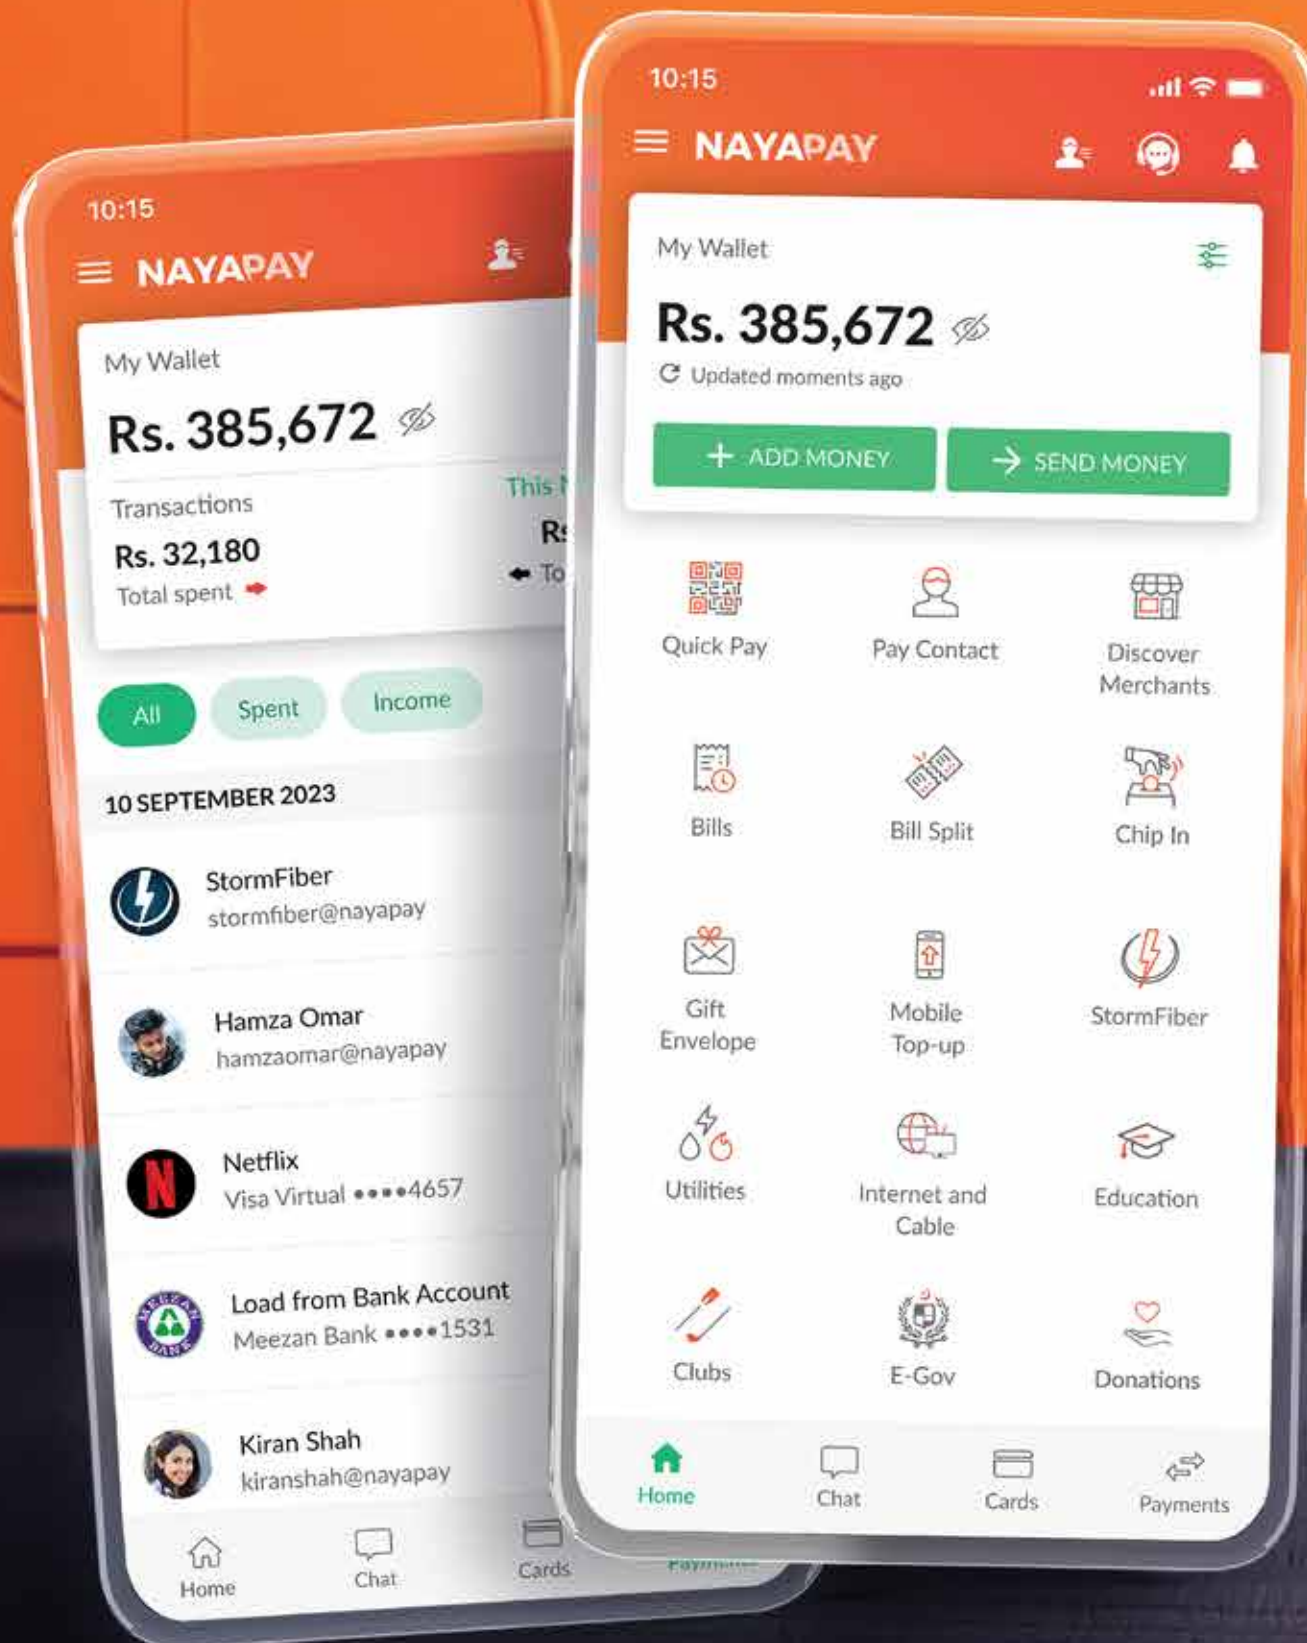 10:15
NAYAPAY
My Wallet
Rs. 385,672
Transactions
This
Rs. 32,180
Total spent
All
Spent
Income
10 SEPTEMBER 2023
StormFiber
stormfiber@nayapay
Hamza Omar
hamzaomar@nayapay
N
Netflix
Visa Virtual ••••4657
MEEZAN
BANK
Load from Bank Account
Meezan Bank ••••1531
Kiran Shah
kiranshah@nayapay
Home
Chat
Cards
Payments
10:15
NAYAPAY
My Wallet
Rs. 385,672
Updated moments ago
+ ADD MONEY
→ SEND MONEY
Quick Pay
Pay Contact
Discover
Merchants
Bills
Bill Split
Chip In
Gift
Envelope
Mobile
Top-up
StormFiber
Utilities
Internet and
Cable
Education
Clubs
E-Gov
Donations
Home
Chat
Cards
Payments